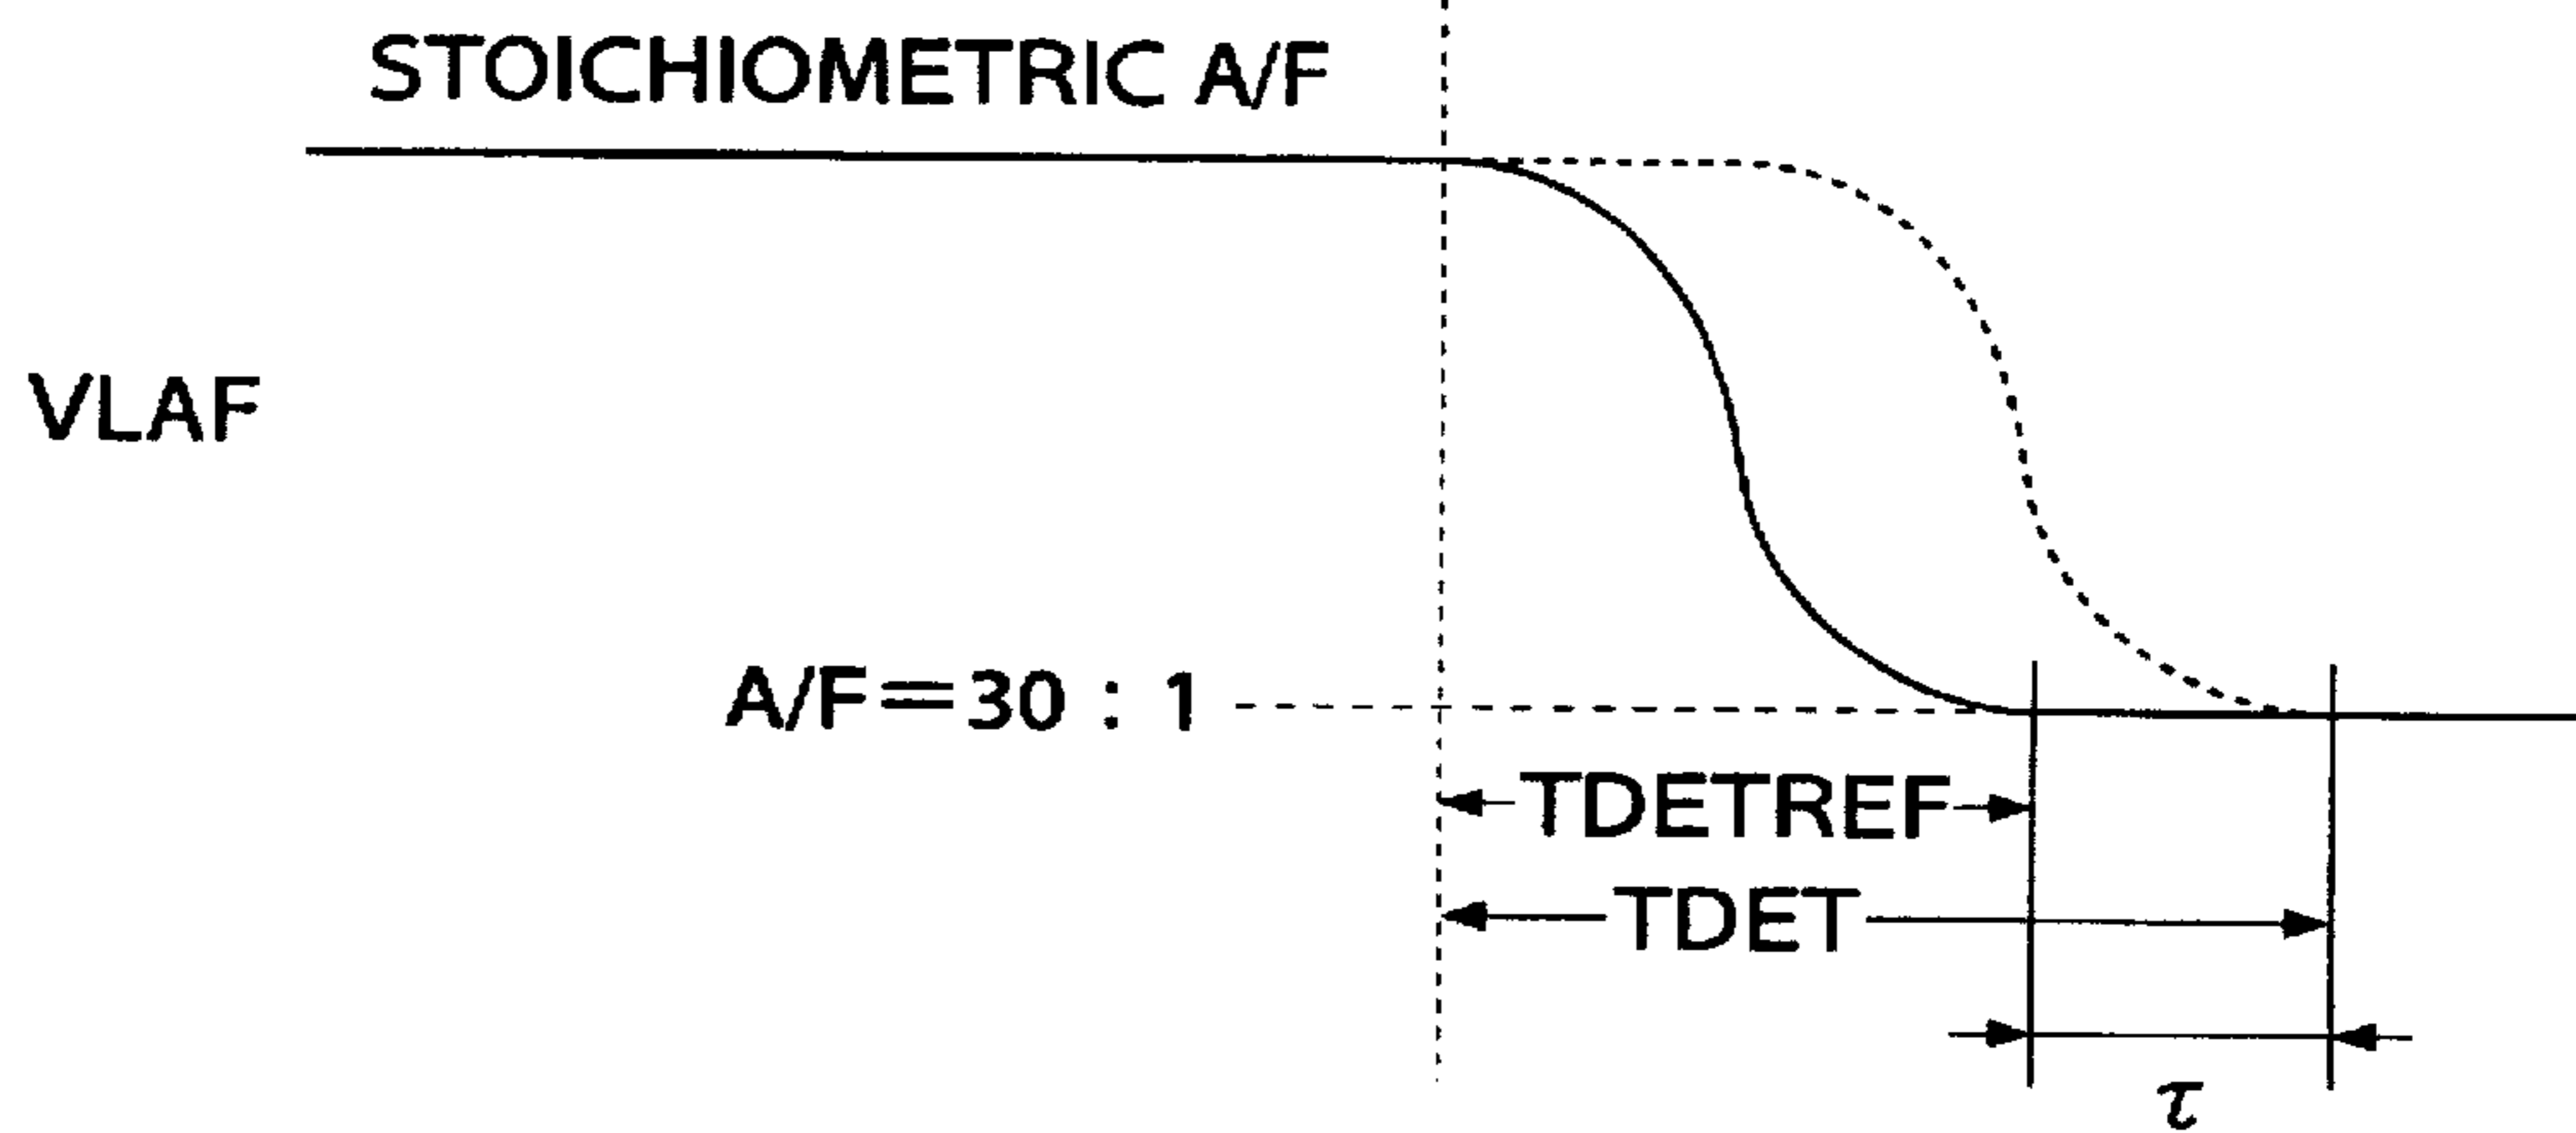 STOICHIOMETRIC A/F
VLAF
A/F=30 : 1
TDETREF
TDET
τ